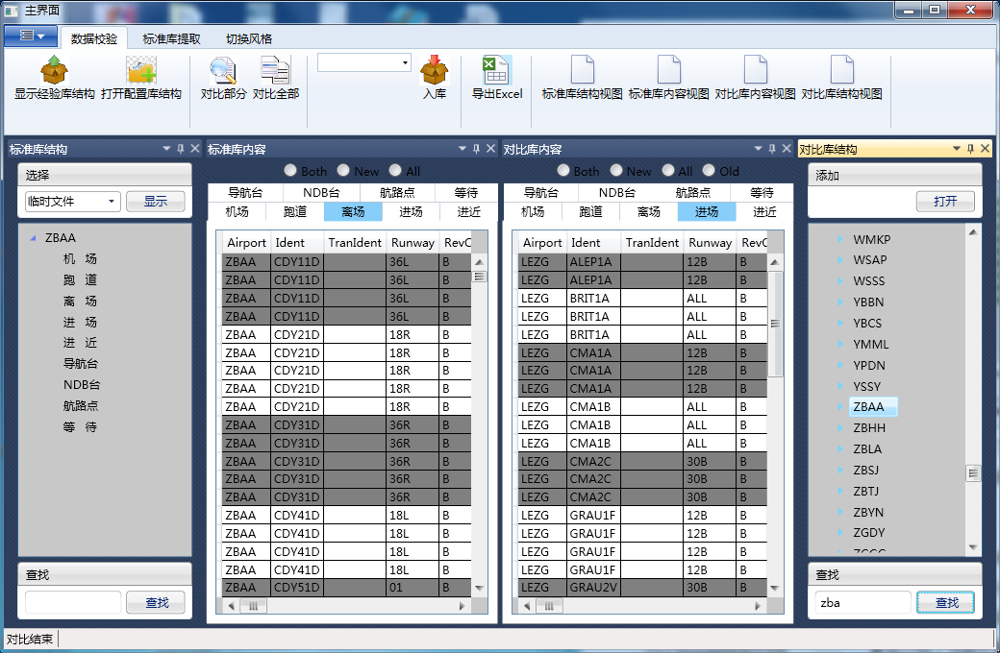 主界面
数据校验 标准库提取 切换风格
显示经验库结构 打开配置库结构 对比部分 对比全部 入库 导出Excel 标准库结构视图 标准库内容视图 对比库内容视图 对比库结构视图
标准库结构
选择
临时文件 显示
ZBAA
机 场
跑 道
离 场
进 场
进 近
导航台
NDB台
航路点
等 待
查找
查找
标准库内容
Both New All
导航台 NDB台 航路点 等待
机场 跑道 离场 进场 进近
Airport Ident TranIdent Runway RevC
ZBAA CDY11D 36L B
ZBAA CDY11D 36L B
ZBAA CDY11D 36L B
ZBAA CDY11D 36L B
ZBAA CDY21D 18R B
ZBAA CDY21D 18R B
ZBAA CDY21D 18R B
ZBAA CDY21D 18R B
ZBAA CDY21D 18R B
ZBAA CDY31D 36R B
ZBAA CDY31D 36R B
ZBAA CDY31D 36R B
ZBAA CDY31D 36R B
ZBAA CDY31D 36R B
ZBAA CDY41D 18L B
ZBAA CDY41D 18L B
ZBAA CDY41D 18L B
ZBAA CDY41D 18L B
ZBAA CDY51D 01 B
对比库内容
Both New All Old
导航台 NDB台 航路点 等待
机场 跑道 离场 进场 进近
Airport Ident TranIdent Runway RevC
LEZG ALEP1A 12B B
LEZG ALEP1A 12B B
LEZG BRIT1A ALL B
LEZG BRIT1A ALL B
LEZG BRIT1A ALL B
LEZG CMA1A 12B B
LEZG CMA1A 12B B
LEZG CMA1A 12B B
LEZG CMA1B ALL B
LEZG CMA1B ALL B
LEZG CMA1B ALL B
LEZG CMA2C 30B B
LEZG CMA2C 30B B
LEZG CMA2C 30B B
LEZG GRAU1F 12B B
LEZG GRAU1F 12B B
LEZG GRAU1F 12B B
LEZG GRAU1F 12B B
LEZG GRAU2V 30B B
对比库结构
添加
打开
WMKP
WSAP
WSSS
YBBN
YBCS
YMML
YPDN
YSSY
ZBAA
ZBHH
ZBLA
ZBSJ
ZBTJ
ZBYN
ZGDY
查找
zba 查找
对比结束